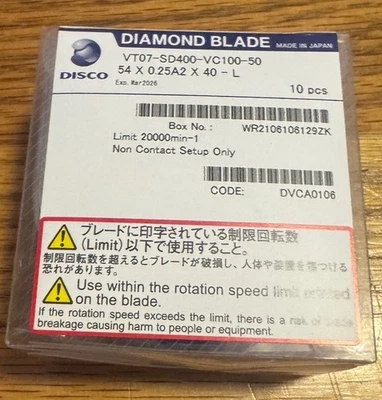 DIAMOND BLADE MADE IN JAPAN
DISCO
VT07-SD400-VC100-50
54 X 0.25A2 X 40 - L
Exp. Mar2026
10 pcs
Box No.: WR2106106129ZK
Limit 20000min-1
Non Contact Setup Only
CODE: DVCA0106
ブレードに印字されている制限回転数
(Limit)以下で使用すること。
制限回転数を超えるとブレードが破損し、人体や装置を傷つける
恐れがあります。
Use within the rotation speed limit printed
on the blade.
If the rotation speed exceeds the limit, there is a risk of blade
breakage causing harm to people or equipment.